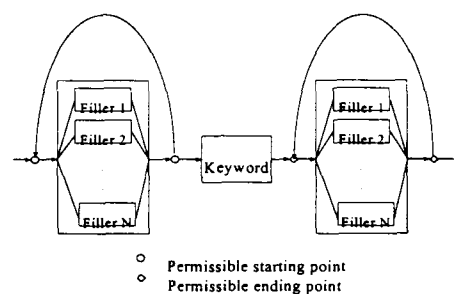 Filler 1
Filler 2
Filler N
Keyword
Filler 1
Filler 2
Filler N
Permissible starting point
Permissible ending point